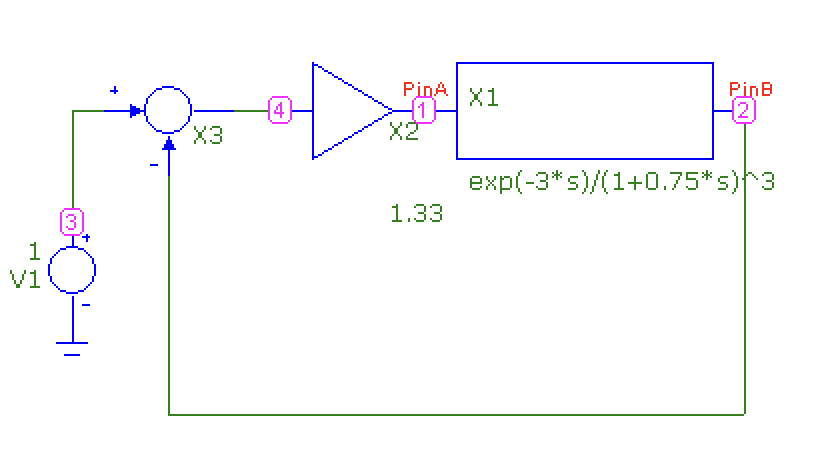 +
PinA
PinB
X1
4
1
2
X2
X3
-
exp(-3*s)/(1+0.75*s)^3
1.33
3
+
1
V1
-